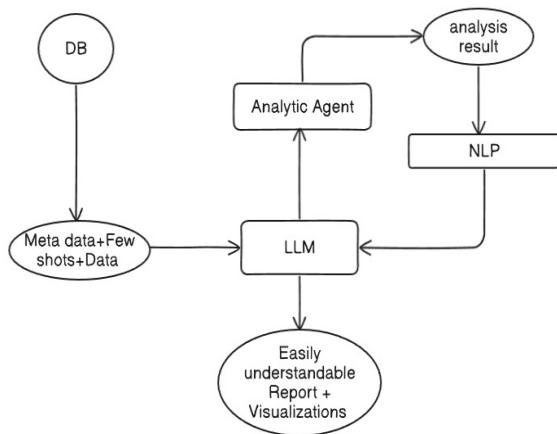 DB
analysis
result
Analytic Agent
NLP
Meta data+Few
shots+Data
LLM
Easily
understandable
Report +
Visualizations